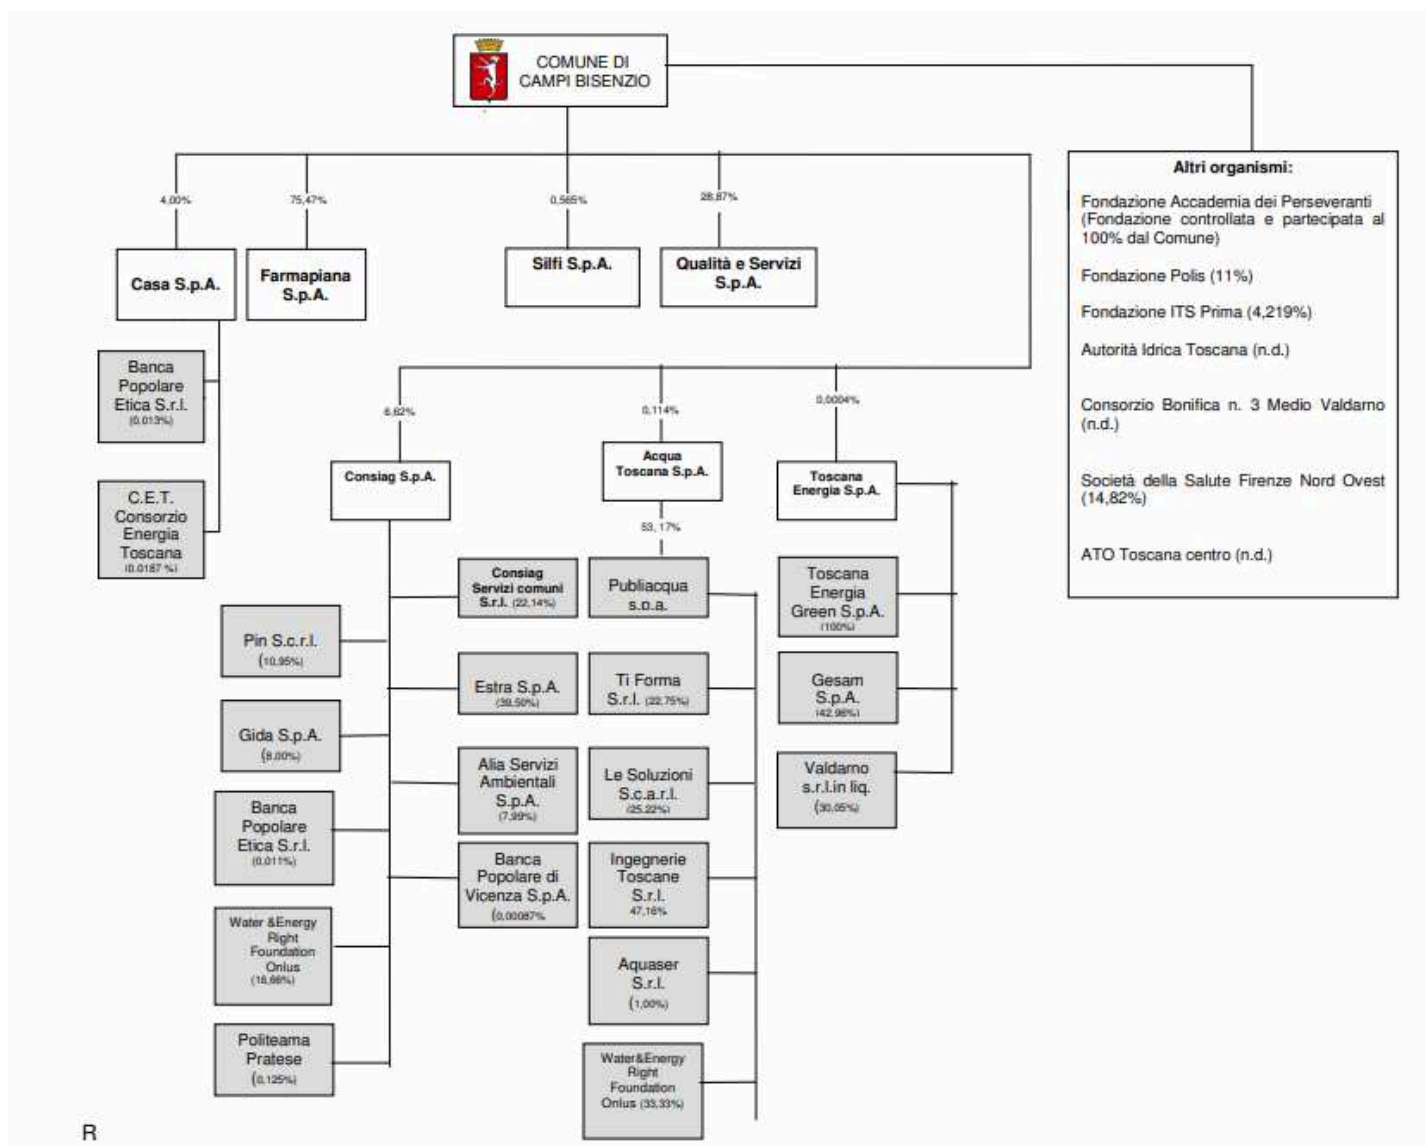 COMUNE DI
CAMPI BISENZIO
Altri organismi:
Fondazione Accademia dei Perseveranti
(Fondazione controllata e partecipata al
100% dal Comune)
Fondazione Polis (11%)
Fondazione ITS Prima (4,219%)
Autorità Idrica Toscana (n.d.)
Consorzio Bonifica n. 3 Medio Valdarno
(n.d.)
Società della Salute Firenze Nord Ovest
(14,82%)
ATO Toscana centro (n.d.)
4,00%
75,47%
0,565%
28,87%
Casa S.p.A.
Farmapiana
S.p.A.
Silfi S.p.A.
Qualità e Servizi
S.p.A.
Banca
Popolare
Etica S.r.l.
(0,013%)
C.E.T.
Consorzio
Energia
Toscana
(0.0187 %)
6,62%
0,114%
0,0004%
Consiag S.p.A.
Acqua
Toscana S.p.A.
Toscana
Energia S.p.A.
53, 17%
Pin S.c.r.l.
(10,95%)
Gida S.p.A.
(8,00%)
Banca
Popolare
Etica S.r.l.
(0,011%)
Water &Energy
Right
Foundation
Onlus
(16,66%)
Politeama
Pratese
(0,125%)
Consiag
Servizi comuni
S.r.l. (22,14%)
Estra S.p.A.
(39,50%)
Alia Servizi
Ambientali
S.p.A.
(7,99%)
Banca
Popolare di
Vicenza S.p.A.
(0,00087%
Publiacqua
s.p.a.
Ti Forma
S.r.l. (22,75%)
Le Soluzioni
S.c.a.r.l.
(25,22%)
Ingegnerie
Toscane
S.r.l.
47,16%
Aquaser
S.r.l.
(1,00%)
Water&Energy
Right
Foundation
Onlus (33,33%)
Toscana
Energia
Green S.p.A.
(100%)
Gesam
S.p.A.
(42,96%)
Valdarno
s.r.l.in liq.
(30,05%)
R